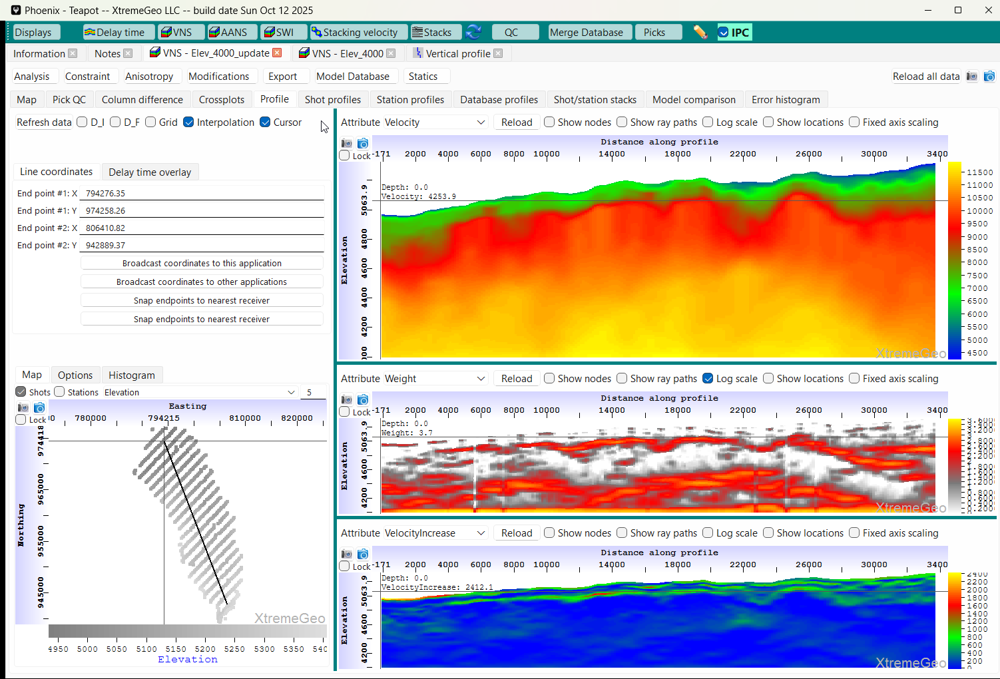 Phoenix - Teapot -- XtremeGeo LLC -- build date Sun Oct 12 2025
Displays Delay time VNS AANS SWI Stacking velocity Stacks QC Merge Database Picks IPC
Information Notes VNS - Elev_4000_update VNS - Elev_4000 Vertical profile
Analysis Constraint Anisotropy Modifications Export Model Database Statics Reload all data
Map Pick QC Column difference Crossplots Profile Shot profiles Station profiles Database profiles Shot/station stacks Model comparison Error histogram
Refresh data D_I D_F Grid Interpolation Cursor
Line coordinates Delay time overlay
End point #1: X 794276.35
End point #1: Y 974258.26
End point #2: X 806410.82
End point #2: Y 942889.37
Broadcast coordinates to this application
Broadcast coordinates to other applications
Snap endpoints to nearest receiver
Snap endpoints to nearest receiver
Map Options Histogram
Shots Stations Elevation 5
Easting
Lock 780000 794215 810000 820000
Northing
974418
965000
955000
945000
XtremeGeo
4950 5000 5050 5100 5150 5200 5250 5300 5350
Elevation
Attribute Velocity Reload Show nodes Show ray paths Log scale Show locations Fixed axis scaling
Distance along profile
Lock -171 2000 4000 6000 8000 10000 14000 18000 22000 26000 30000 3400
Depth: 0.0
Velocity: 4253.9
Elevation
5063.9
4800
4600
4400
4200
11500
11000
10500
10000
9500
9000
8500
8000
7500
7000
6500
6000
5500
5000
4500
XtremeGeo
Attribute Weight Reload Show nodes Show ray paths Log scale Show locations Fixed axis scaling
Distance along profile
Lock -171 2000 4000 6000 8000 10000 14000 18000 22000 26000 30000 3400
Depth: 0.0
Weight: 3.7
Elevation
5063.9
4600
4200
XtremeGeo
Attribute VelocityIncrease Reload Show nodes Show ray paths Log scale Show locations Fixed axis scaling
Distance along profile
Lock -171 2000 4000 6000 8000 10000 14000 18000 22000 26000 30000 3400
Depth: 0.0
VelocityIncrease: 2412.1
Elevation
5063.9
4600
4200
2400
2200
2000
1800
1600
1400
1200
1000
800
600
400
200
XtremeGeo